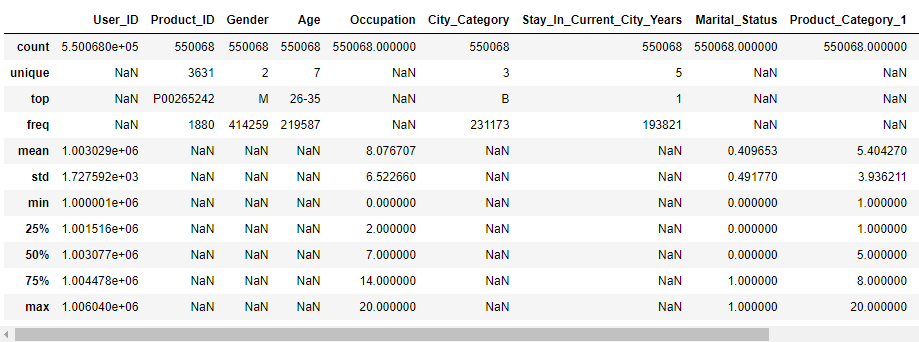 User_ID Product_ID Gender Age Occupation City_Category Stay_In_Current_City_Years Marital_Status Product_Category_1
count 5.500680e+05 550068 550068 550068 550068.000000 550068 550068 550068.000000 550068.000000
unique NaN 3631 2 7 NaN 3 5 NaN NaN
top NaN P00265242 M 26-35 NaN B 1 NaN NaN
freq NaN 1880 414259 219587 NaN 231173 193821 NaN NaN
mean 1.003029e+06 NaN NaN NaN 8.076707 NaN NaN 0.409653 5.404270
std 1.727592e+03 NaN NaN NaN 6.522660 NaN NaN 0.491770 3.936211
min 1.000001e+06 NaN NaN NaN 0.000000 NaN NaN 0.000000 1.000000
25% 1.001516e+06 NaN NaN NaN 2.000000 NaN NaN 0.000000 1.000000
50% 1.003077e+06 NaN NaN NaN 7.000000 NaN NaN 0.000000 5.000000
75% 1.004478e+06 NaN NaN NaN 14.000000 NaN NaN 1.000000 8.000000
max 1.006040e+06 NaN NaN NaN 20.000000 NaN NaN 1.000000 20.000000